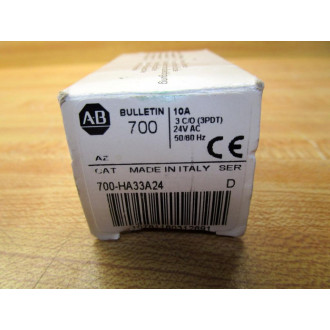 AB
BULLETIN
700
10A
3 C/O (3PDT)
24V AC
50/60 Hz
CE
CAT MADE IN ITALY SER
700-HA33A24 D